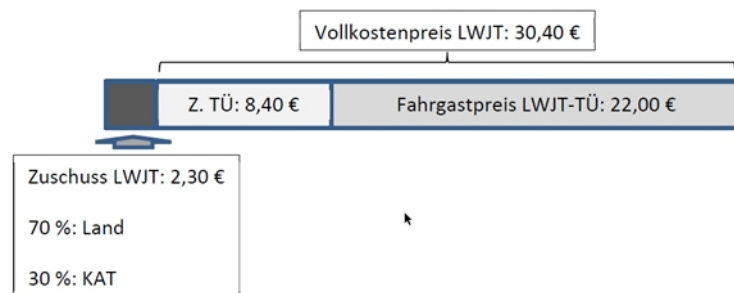 Vollkostenpreis LWJT: 30,40 €
Z. TÜ: 8,40 €
Fahrgastpreis LWJT-TÜ: 22,00 €
Zuschuss LWJT: 2,30 €
70 %: Land
30 %: KAT